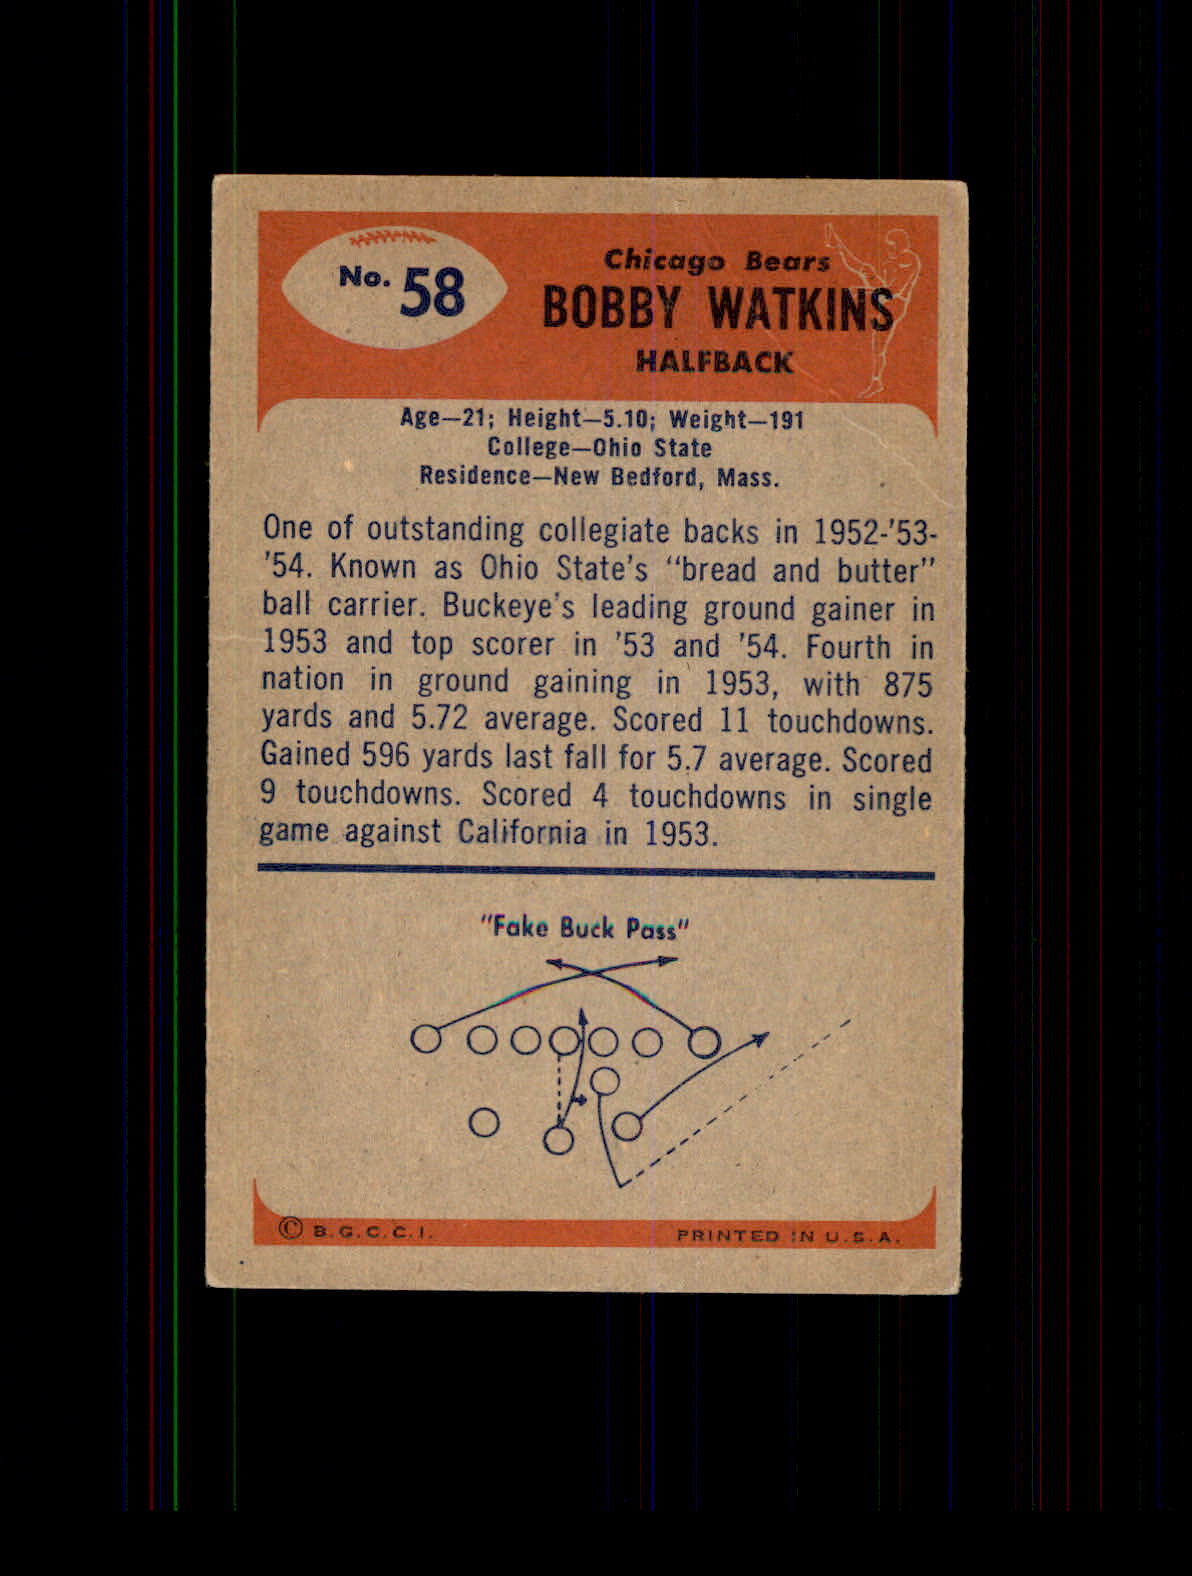 No. 58
Chicago Bears
BOBBY WATKINS
HALFBACK
Age—21; Height—5.10; Weight—191
College—Ohio State
Residence—New Bedford, Mass.
One of outstanding collegiate backs in 1952-'53-
'54. Known as Ohio State's “bread and butter”
ball carrier. Buckeye's leading ground gainer in
1953 and top scorer in '53 and '54. Fourth in
nation in ground gaining in 1953, with 875
yards and 5.72 average. Scored 11 touchdowns.
Gained 596 yards last fall for 5.7 average. Scored
9 touchdowns. Scored 4 touchdowns in single
game against California in 1953.
"Fake Buck Pass"
© B.G.C.C.I.
PRINTED IN U.S.A.